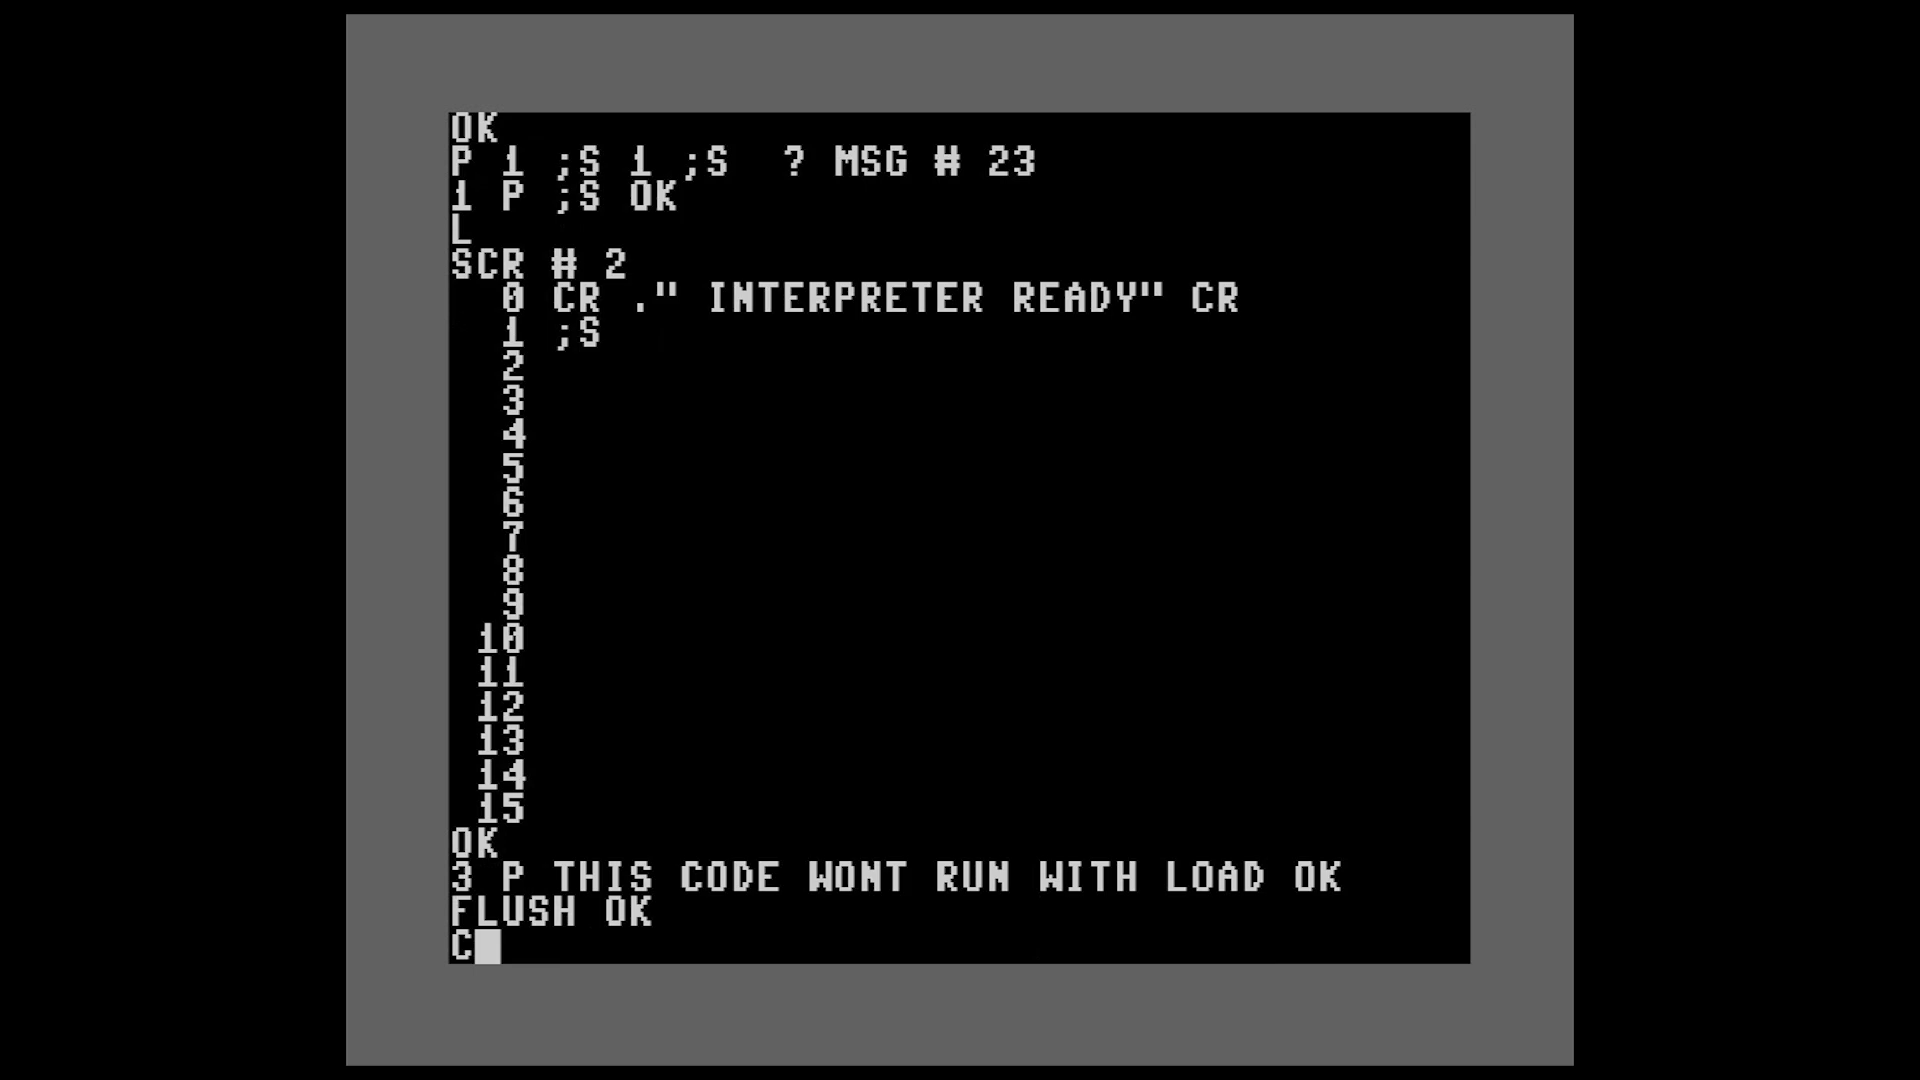 OK
P 1 ;S 1 ;S  ? MSG # 23
1 P ;S OK
L
SCR # 2
0 CR ." INTERPRETER READY" CR
1 ;S
2
3
4
5
6
7
8
9
10
11
12
13
14
15
OK
3 P THIS CODE WONT RUN WITH LOAD OK
FLUSH OK
C